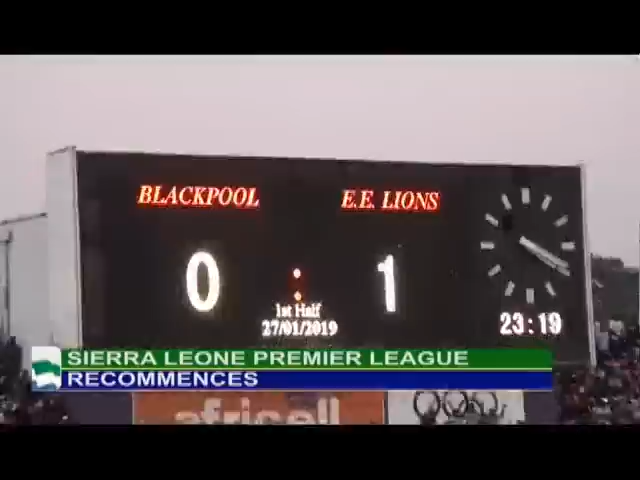 BLACKPOOL E.E. LIONS
0 : 1
1st Half
27/01/2019
23:19
SIERRA LEONE PREMIER LEAGUE
RECOMMENCES
africell